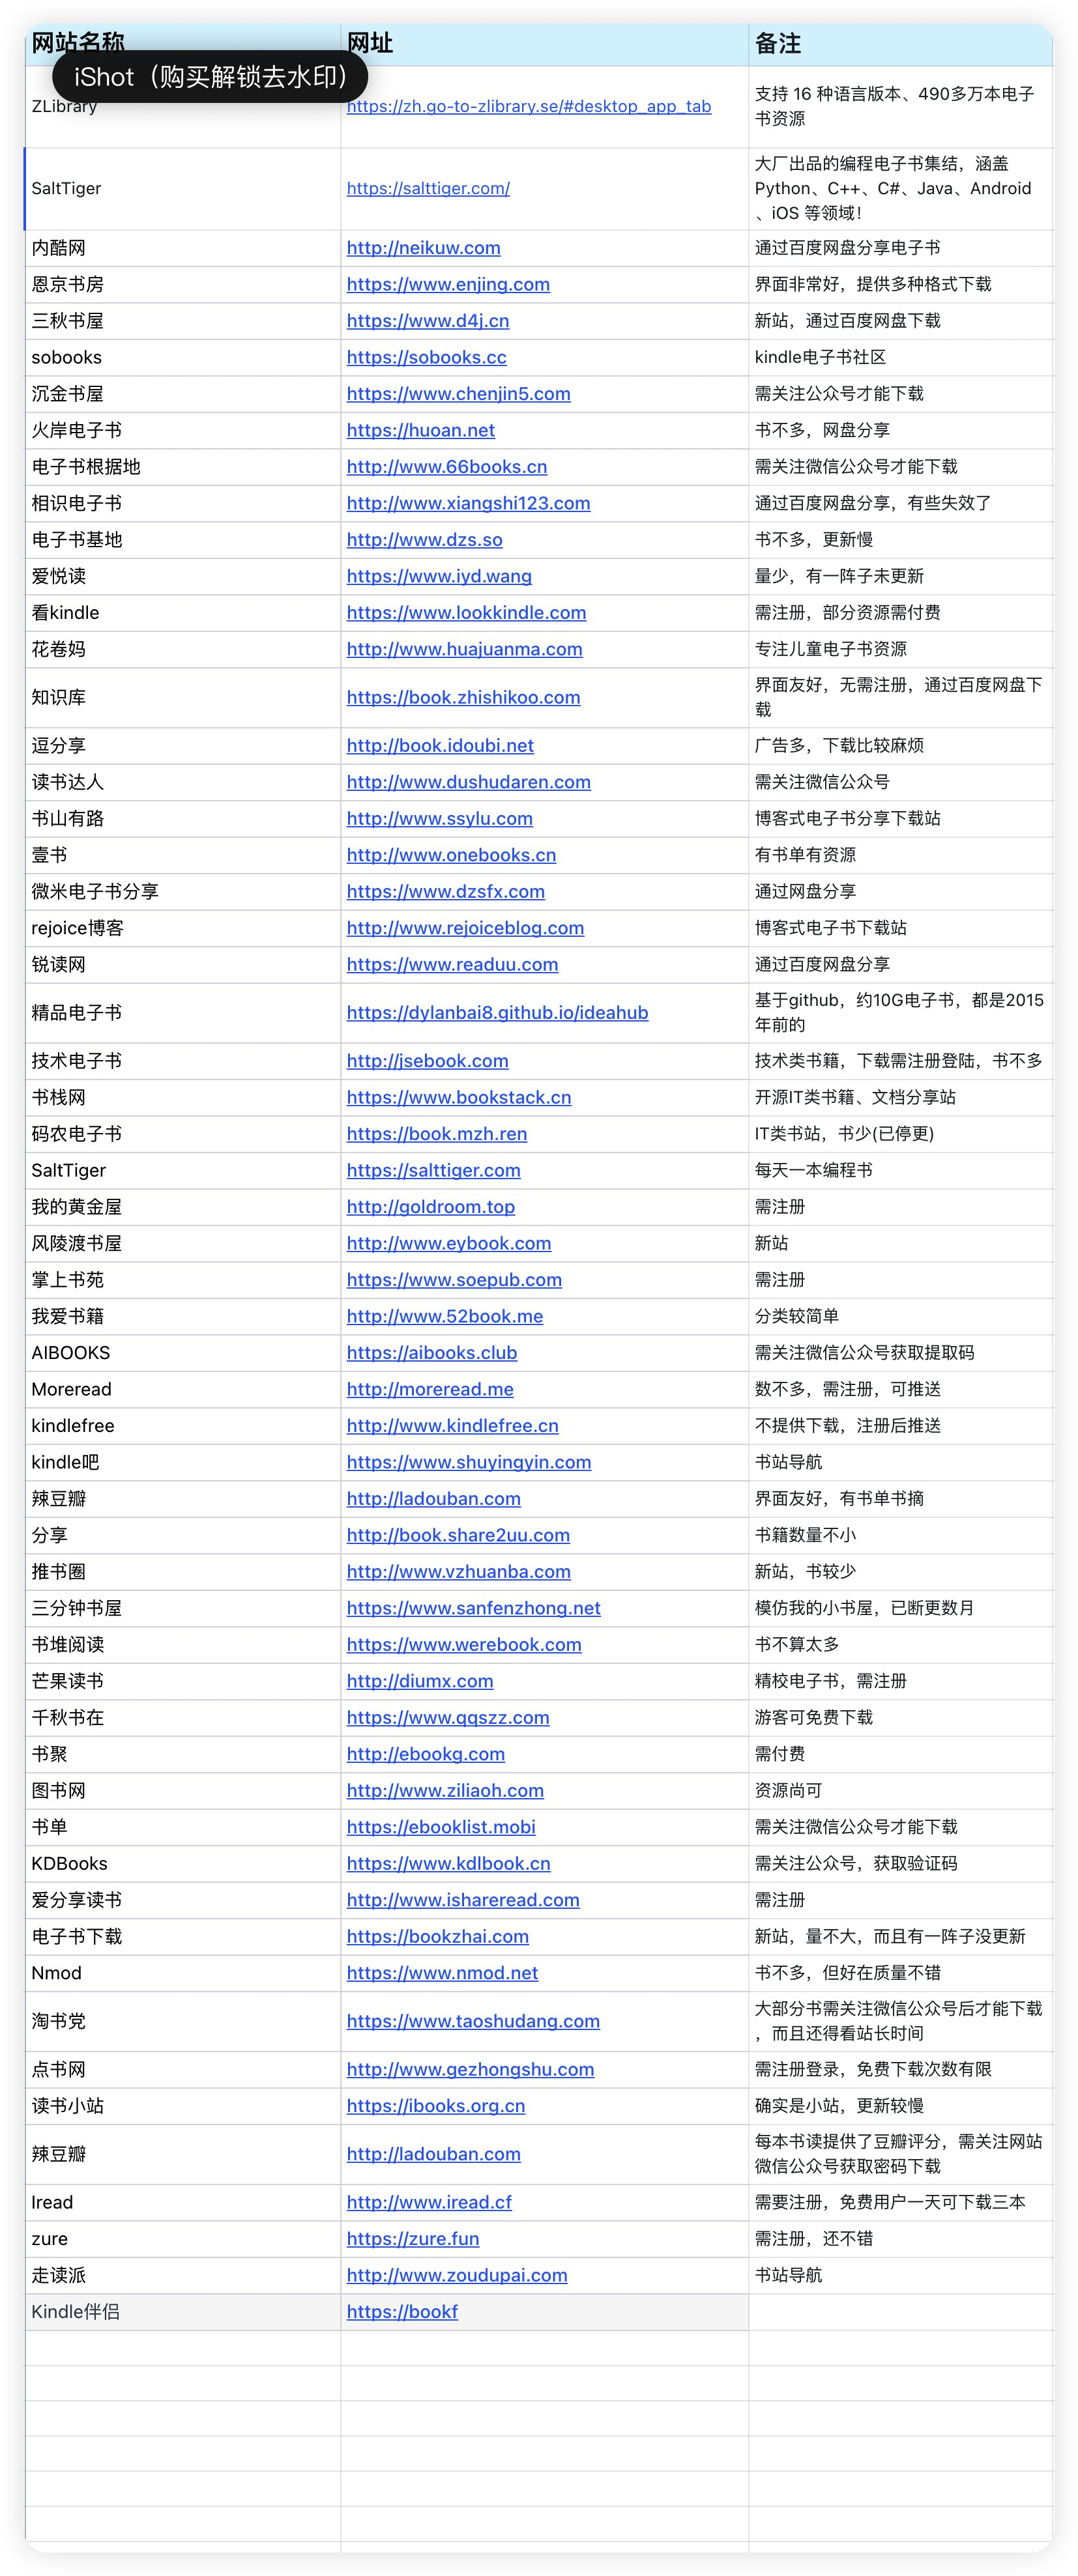 网站名称 网址 备注
iShot（购买解锁去水印）
ZLibrary https://zh.go-to-zlibrary.se/#desktop_app_tab 支持 16 种语言版本、490多万本电子
书资源
SaltTiger https://salttiger.com/ 大厂出品的编程电子书集结，涵盖
Python、C++、C#、Java、Android
、iOS 等领域！
内酷网 http://neikuw.com 通过百度网盘分享电子书
恩京书房 https://www.enjing.com 界面非常好，提供多种格式下载
三秋书屋 https://www.d4j.cn 新站，通过百度网盘下载
sobooks https://sobooks.cc kindle电子书社区
沉金书屋 https://www.chenjin5.com 需关注公众号才能下载
火岸电子书 https://huoan.net 书不多，网盘分享
电子书根据地 http://www.66books.cn 需关注微信公众号才能下载
相识电子书 http://www.xiangshi123.com 通过百度网盘分享，有些失效了
电子书基地 http://www.dzs.so 书不多，更新慢
爱悦读 https://www.iyd.wang 量少，有一阵子未更新
看kindle https://www.lookkindle.com 需注册，部分资源需付费
花卷妈 http://www.huajuanma.com 专注儿童电子书资源
知识库 https://book.zhishikoo.com 界面友好，无需注册，通过百度网盘下
载
逗分享 http://book.idoubi.net 广告多，下载比较麻烦
读书达人 http://www.dushudaren.com 需关注微信公众号
书山有路 http://www.ssylu.com 博客式电子书分享下载站
壹书 http://www.onebooks.cn 有书单有资源
微米电子书分享 https://www.dzsfx.com 通过网盘分享
rejoice博客 http://www.rejoiceblog.com 博客式电子书下载站
锐读网 https://www.readuu.com 通过百度网盘分享
精品电子书 https://dylanbai8.github.io/ideahub 基于github，约10G电子书，都是2015
年前的
技术电子书 http://jsebook.com 技术类书籍，下载需注册登陆，书不多
书栈网 https://www.bookstack.cn 开源IT类书籍、文档分享站
码农电子书 https://book.mzh.ren IT类书站，书少(已停更)
SaltTiger https://salttiger.com 每天一本编程书
我的黄金屋 http://goldroom.top 需注册
风陵渡书屋 http://www.eybook.com 新站
掌上书苑 https://www.soepub.com 需注册
我爱书籍 http://www.52book.me 分类较简单
AIBOOKS https://aibooks.club 需关注微信公众号获取提取码
Moreread http://moreread.me 数不多，需注册，可推送
kindlefree http://www.kindlefree.cn 不提供下载，注册后推送
kindle吧 https://www.shuyingyin.com 书站导航
辣豆瓣 http://ladouban.com 界面友好，有书单书摘
分享 http://book.share2uu.com 书籍数量不小
推书圈 http://www.vzhuanba.com 新站，书较少
三分钟书屋 https://www.sanfenzhong.net 模仿我的小书屋，已断更数月
书堆阅读 https://www.werebook.com 书不算太多
芒果读书 http://diumx.com 精校电子书，需注册
千秋书在 https://www.qqszz.com 游客可免费下载
书聚 http://ebookg.com 需付费
图书网 http://www.ziliaoh.com 资源尚可
书单 https://ebooklist.mobi 需关注微信公众号才能下载
KDBooks https://www.kdlbook.cn 需关注公众号，获取验证码
爱分享读书 http://www.ishareread.com 需注册
电子书下载 https://bookzhai.com 新站，量不大，而且有一阵子没更新
Nmod https://www.nmod.net 书不多，但好在质量不错
淘书党 https://www.taoshudang.com 大部分书需关注微信公众号后才能下载
，而且还得看站长时间
点书网 http://www.gezhongshu.com 需注册登录，免费下载次数有限
读书小站 https://ibooks.org.cn 确实是小站，更新较慢
辣豆瓣 http://ladouban.com 每本书读提供了豆瓣评分，需关注网站
微信公众号获取密码下载
Iread http://www.iread.cf 需要注册，免费用户一天可下载三本
zure https://zure.fun 需注册，还不错
走读派 http://www.zoudupai.com 书站导航
Kindle伴侣 https://bookf